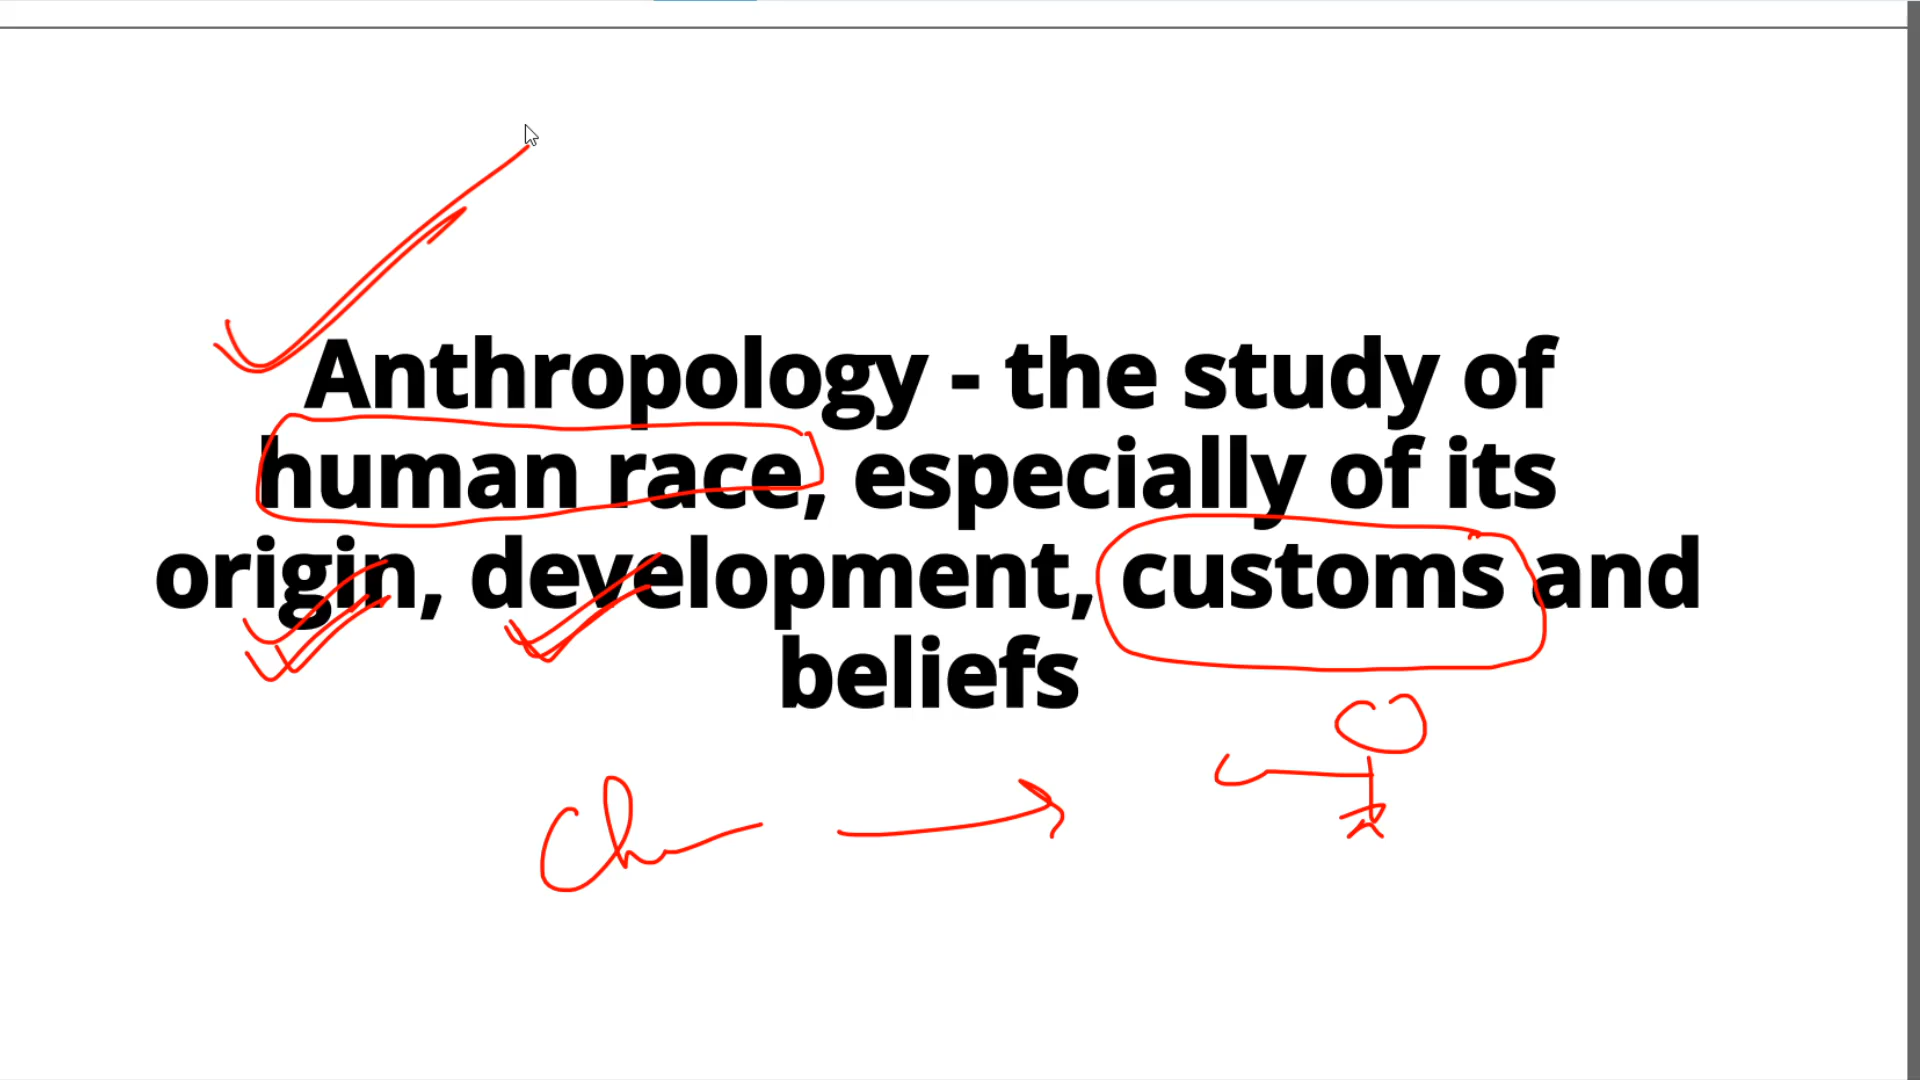 Anthropology - the study of
human race, especially of its
origin, development, customs and
beliefs